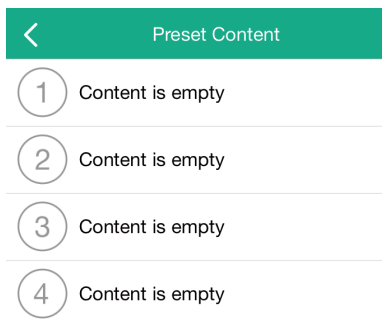 Preset Content
1 Content is empty
2 Content is empty
3 Content is empty
4 Content is empty